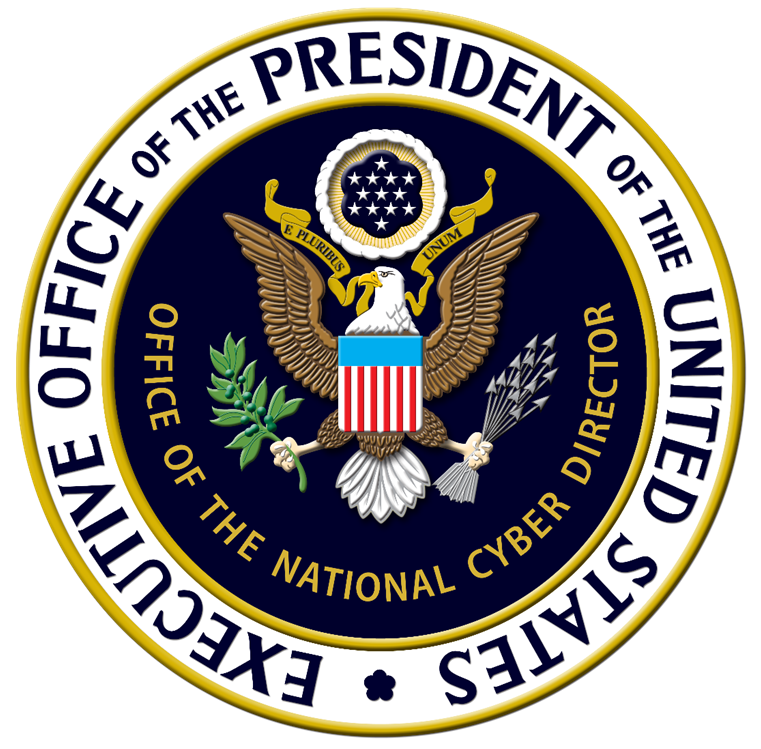 EXECUTIVE OFFICE OF THE PRESIDENT OF THE UNITED STATES
E PLURIBUS UNUM
OFFICE OF THE NATIONAL CYBER DIRECTOR